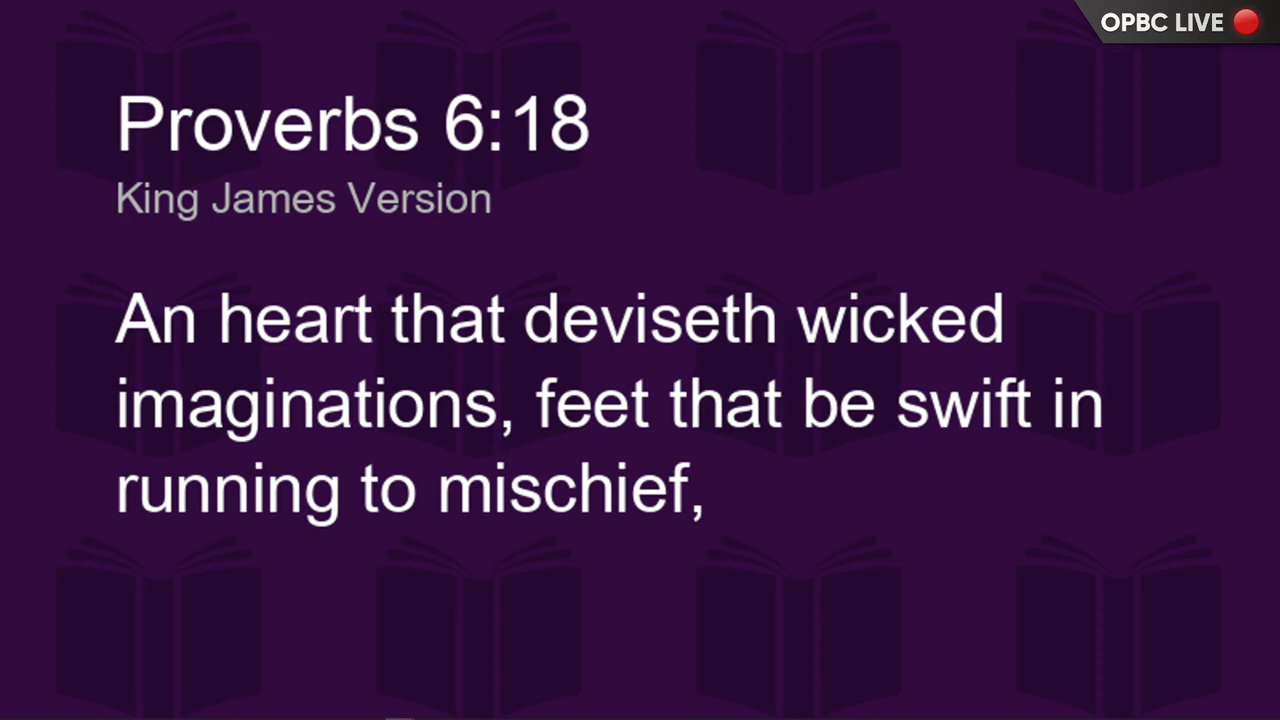 OPBC LIVE
Proverbs 6:18
King James Version
An heart that deviseth wicked
imaginations, feet that be swift in
running to mischief,